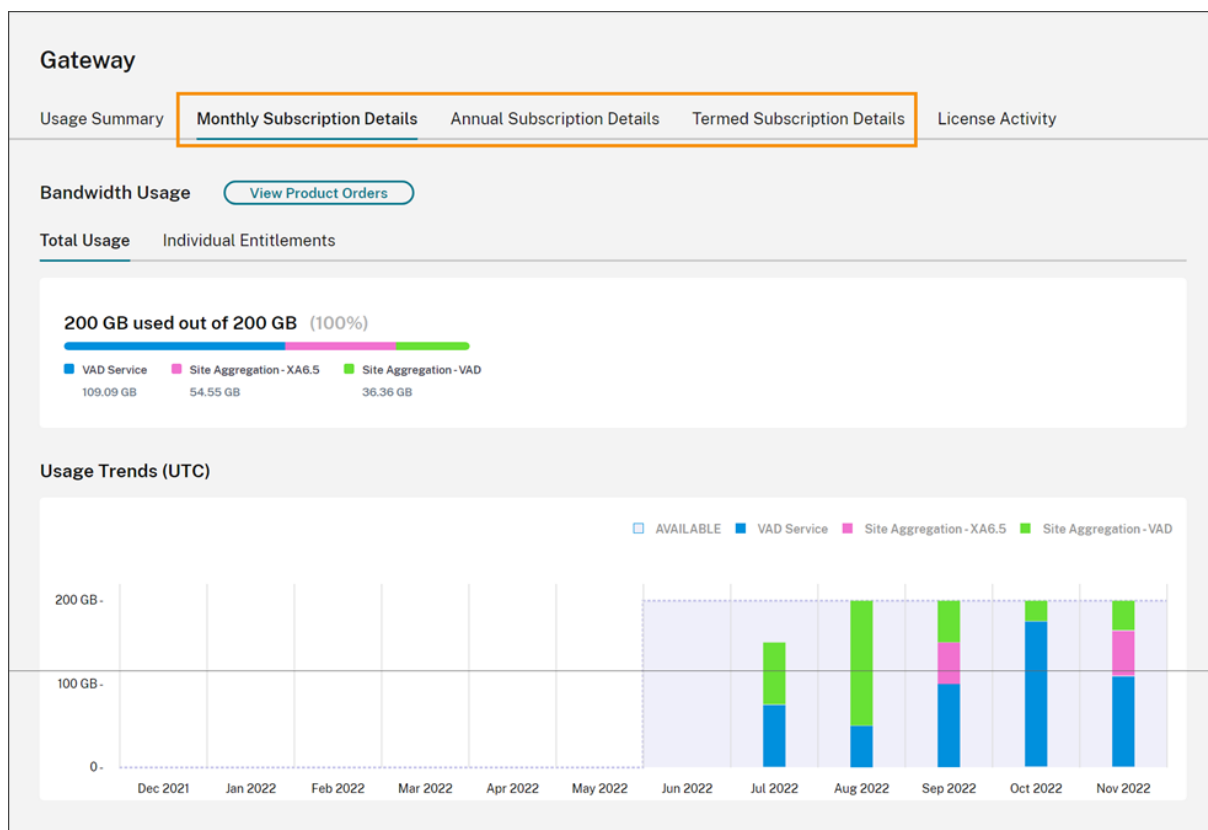 Gateway
Usage Summary Monthly Subscription Details Annual Subscription Details Termed Subscription Details License Activity
Bandwidth Usage View Product Orders
Total Usage Individual Entitlements
200 GB used out of 200 GB (100%)
VAD Service Site Aggregation - XA6.5 Site Aggregation - VAD
109.09 GB 54.55 GB 36.36 GB
Usage Trends (UTC)
AVAILABLE VAD Service Site Aggregation - XA6.5 Site Aggregation - VAD
200 GB -
100 GB -
0 -
Dec 2021 Jan 2022 Feb 2022 Mar 2022 Apr 2022 May 2022 Jun 2022 Jul 2022 Aug 2022 Sep 2022 Oct 2022 Nov 2022